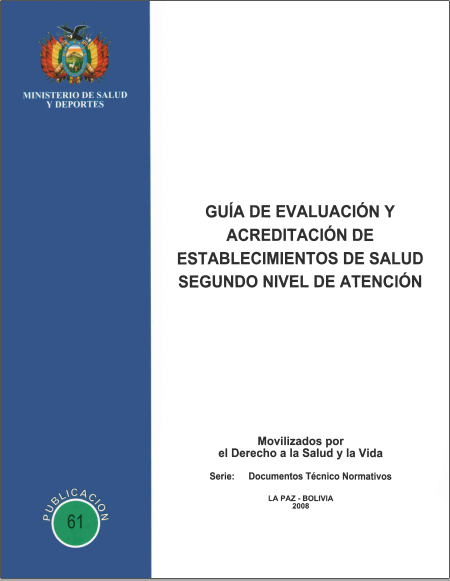 MINISTERIO DE SALUD
Y DEPORTES
GUÍA DE EVALUACIÓN Y
ACREDITACIÓN DE
ESTABLECIMIENTOS DE SALUD
SEGUNDO NIVEL DE ATENCIÓN
Movilizados por
el Derecho a la Salud y la Vida
Serie: Documentos Técnico Normativos
LA PAZ - BOLIVIA
2008
PUBLICACION
61